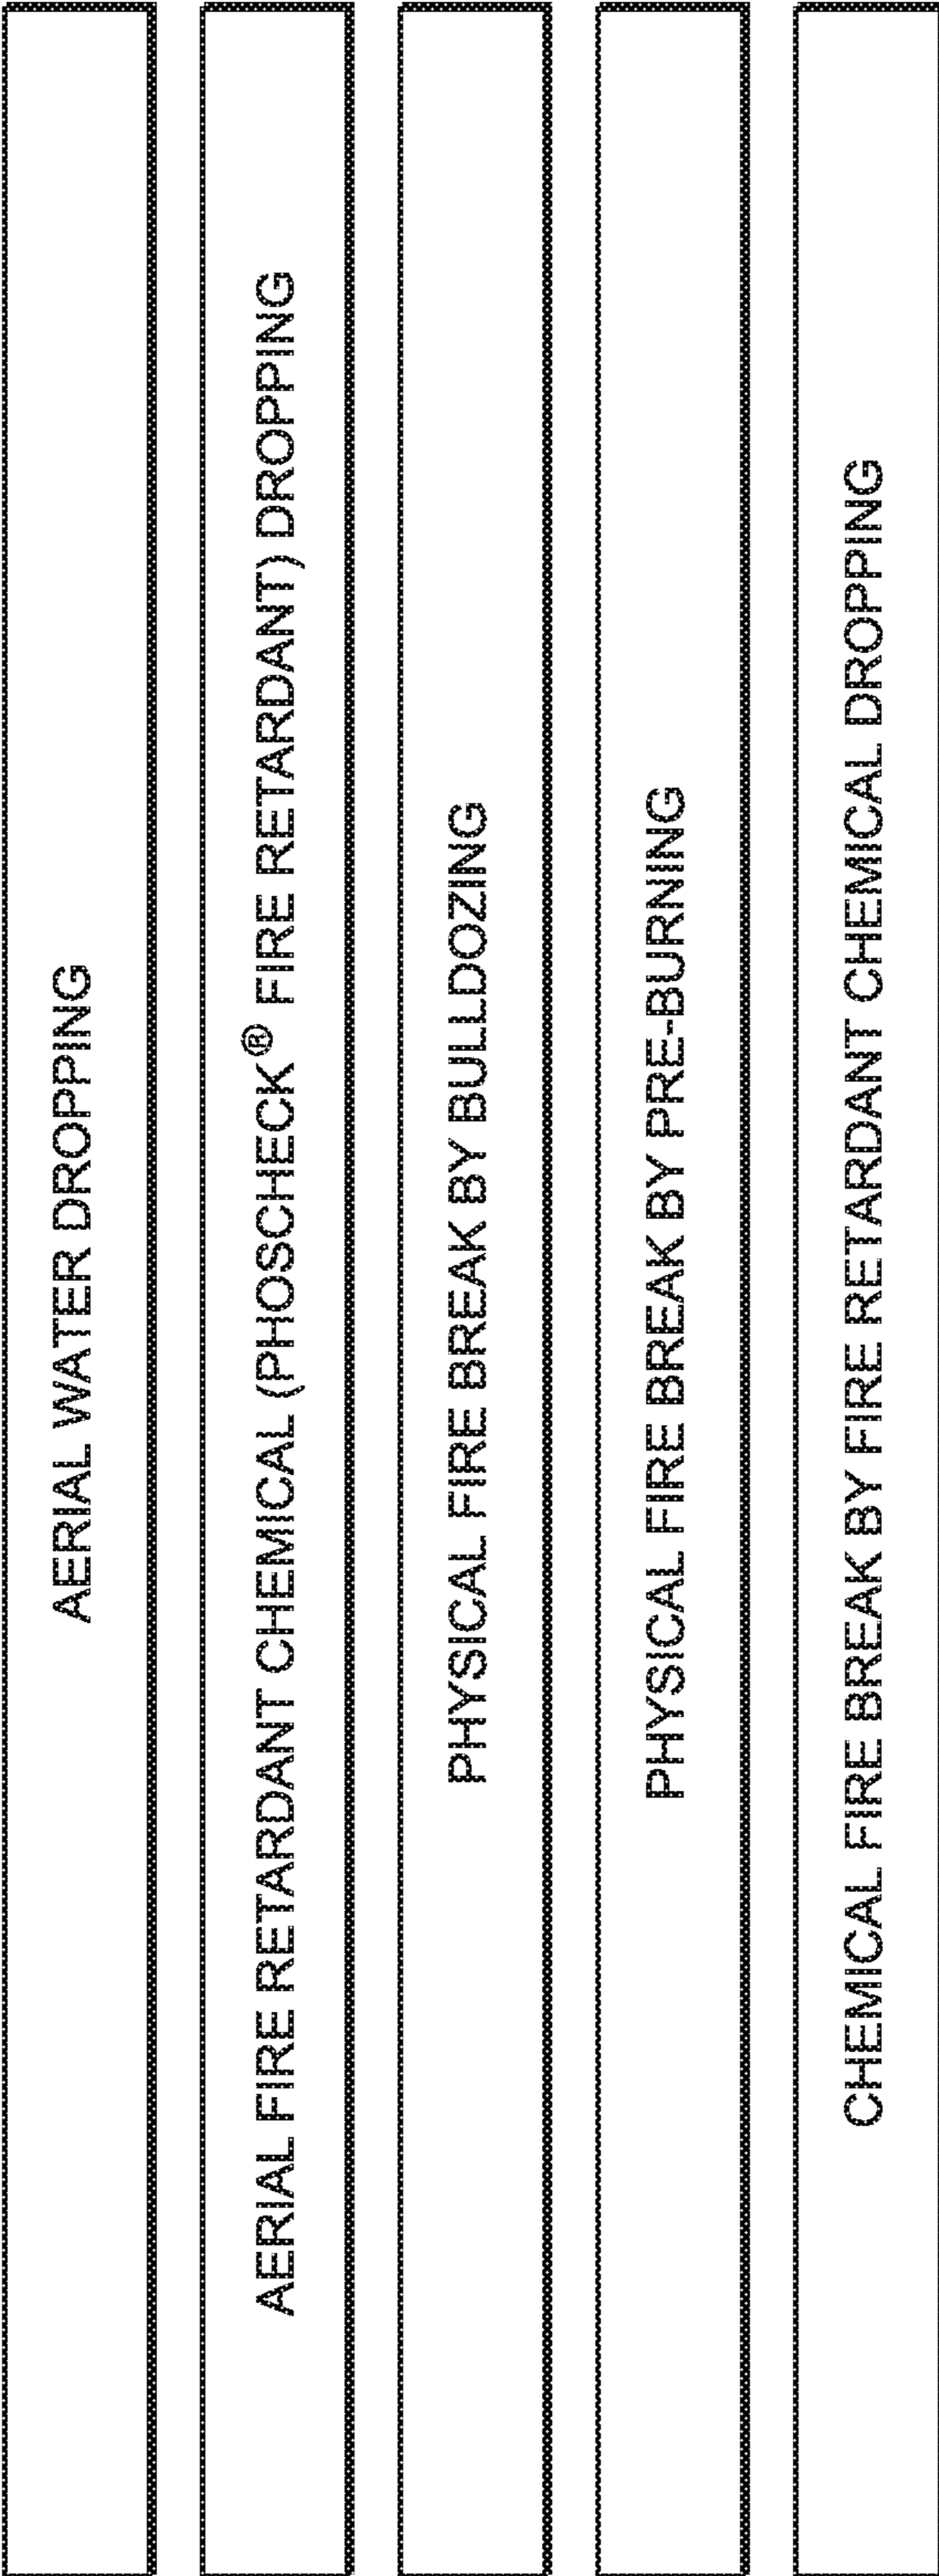 AERIAL WATER DROPPING
AERIAL FIRE RETARDANT CHEMICAL (PHOSCHECK® FIRE RETARDANT) DROPPING
PHYSICAL FIRE BREAK BY BULLDOZING
PHYSICAL FIRE BREAK BY PRE-BURNING
CHEMICAL FIRE BREAK BY FIRE RETARDANT CHEMICAL DROPPING